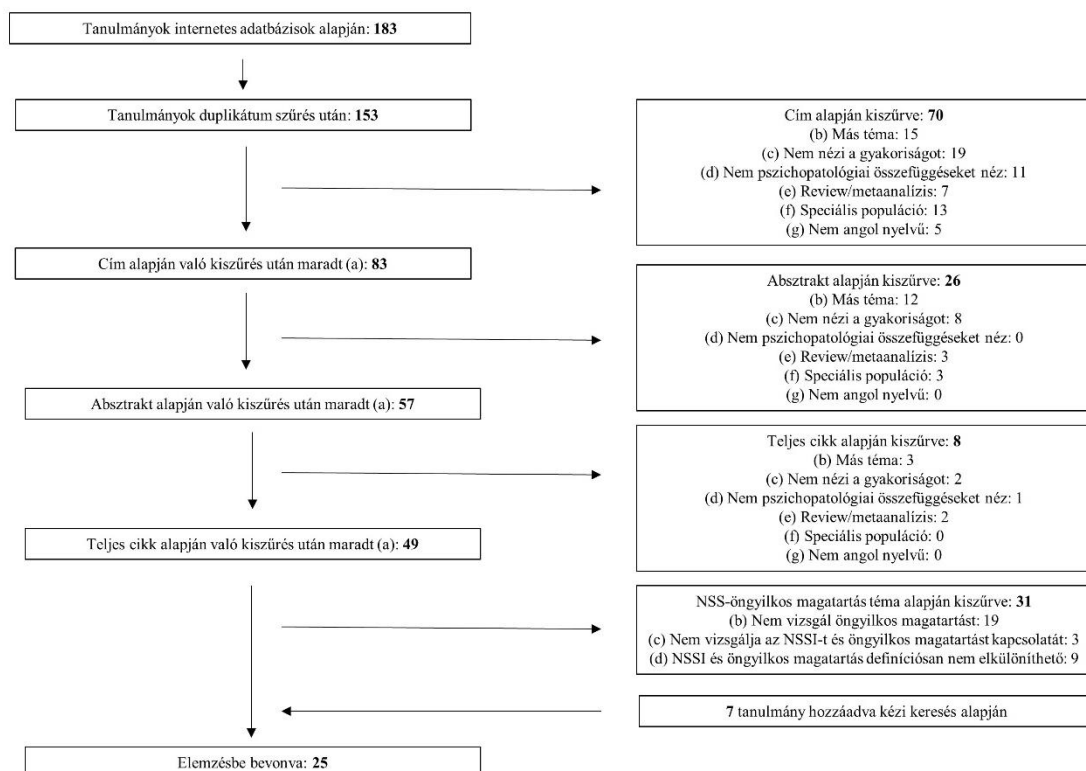 Tanulmányok internetes adatbázisok alapján: 183
Tanulmányok duplikátum szűrés után: 153
Cím alapján kiszűrve: 70
(b) Más téma: 15
(c) Nem nézi a gyakoriságot: 19
(d) Nem pszichopatológiai összefüggéseket néz: 11
(e) Review/metaanalízis: 7
(f) Speciális populáció: 13
(g) Nem angol nyelvű: 5
Cím alapján való kiszűrés után maradt (a): 83
Absztrakt alapján kiszűrve: 26
(b) Más téma: 12
(c) Nem nézi a gyakoriságot: 8
(d) Nem pszichopatológiai összefüggéseket néz: 0
(e) Review/metaanalízis: 3
(f) Speciális populáció: 3
(g) Nem angol nyelvű: 0
Absztrakt alapján való kiszűrés után maradt (a): 57
Teljes cikk alapján kiszűrve: 8
(b) Más téma: 3
(c) Nem nézi a gyakoriságot: 2
(d) Nem pszichopatológiai összefüggéseket néz: 1
(e) Review/metaanalízis: 2
(f) Speciális populáció: 0
(g) Nem angol nyelvű: 0
Teljes cikk alapján való kiszűrés után maradt (a): 49
NSS-öngyilkos magatartás téma alapján kiszűrve: 31
(b) Nem vizsgál öngyilkos magatartást: 19
(c) Nem vizsgálja az NSSI-t és öngyilkos magatartást kapcsolatát: 3
(d) NSSI és öngyilkos magatartás definíciósan nem elkülöníthető: 9
7 tanulmány hozzáadva kézi keresés alapján
Elemzésbe bevonva: 25